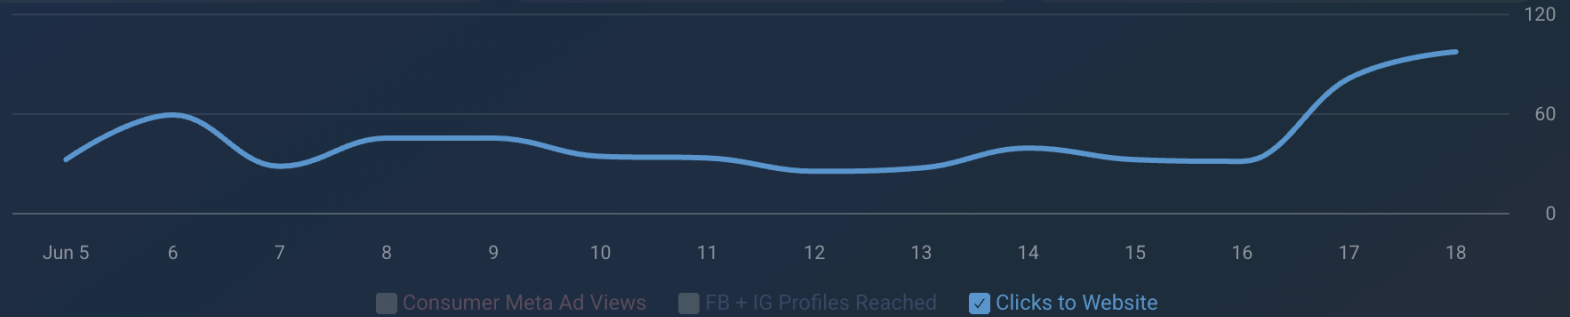 120
60
0
Jun 5 6 7 8 9 10 11 12 13 14 15 16 17 18
Consumer Meta Ad Views FB + IG Profiles Reached Clicks to Website